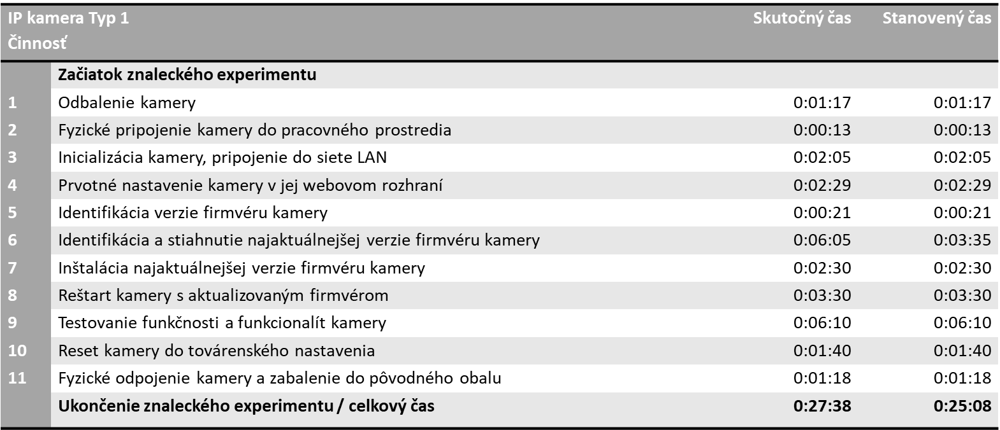 IP kamera Typ 1 Skutočný čas Stanovený čas
Činnosť
Začiatok znaleckého experimentu
1 Odbalenie kamery 0:01:17 0:01:17
2 Fyzické pripojenie kamery do pracovného prostredia 0:00:13 0:00:13
3 Inicializácia kamery, pripojenie do siete LAN 0:02:05 0:02:05
4 Prvotné nastavenie kamery v jej webovom rozhraní 0:02:29 0:02:29
5 Identifikácia verzie firmvéru kamery 0:00:21 0:00:21
6 Identifikácia a stiahnutie najaktuálnejšej verzie firmvéru kamery 0:06:05 0:03:35
7 Inštalácia najaktuálnejšej verzie firmvéru kamery 0:02:30 0:02:30
8 Reštart kamery s aktualizovaným firmvérom 0:03:30 0:03:30
9 Testovanie funkčnosti a funkcionalít kamery 0:06:10 0:06:10
10 Reset kamery do továrenského nastavenia 0:01:40 0:01:40
11 Fyzické odpojenie kamery a zabalenie do pôvodného obalu 0:01:18 0:01:18
Ukončenie znaleckého experimentu / celkový čas 0:27:38 0:25:08